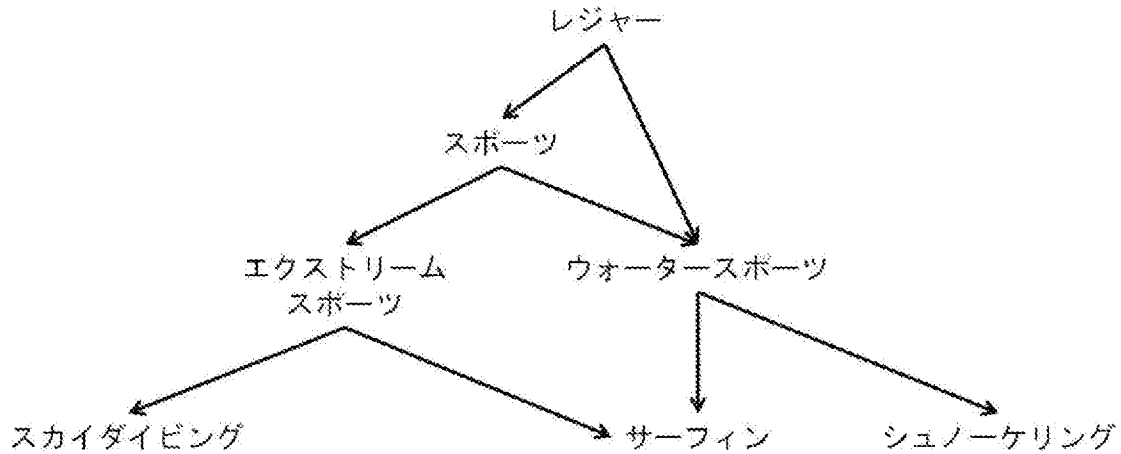 レジャー
スポーツ
エクストリーム
スポーツ
ウォータースポーツ
スカイダイビング
サーフィン
シュノーケリング